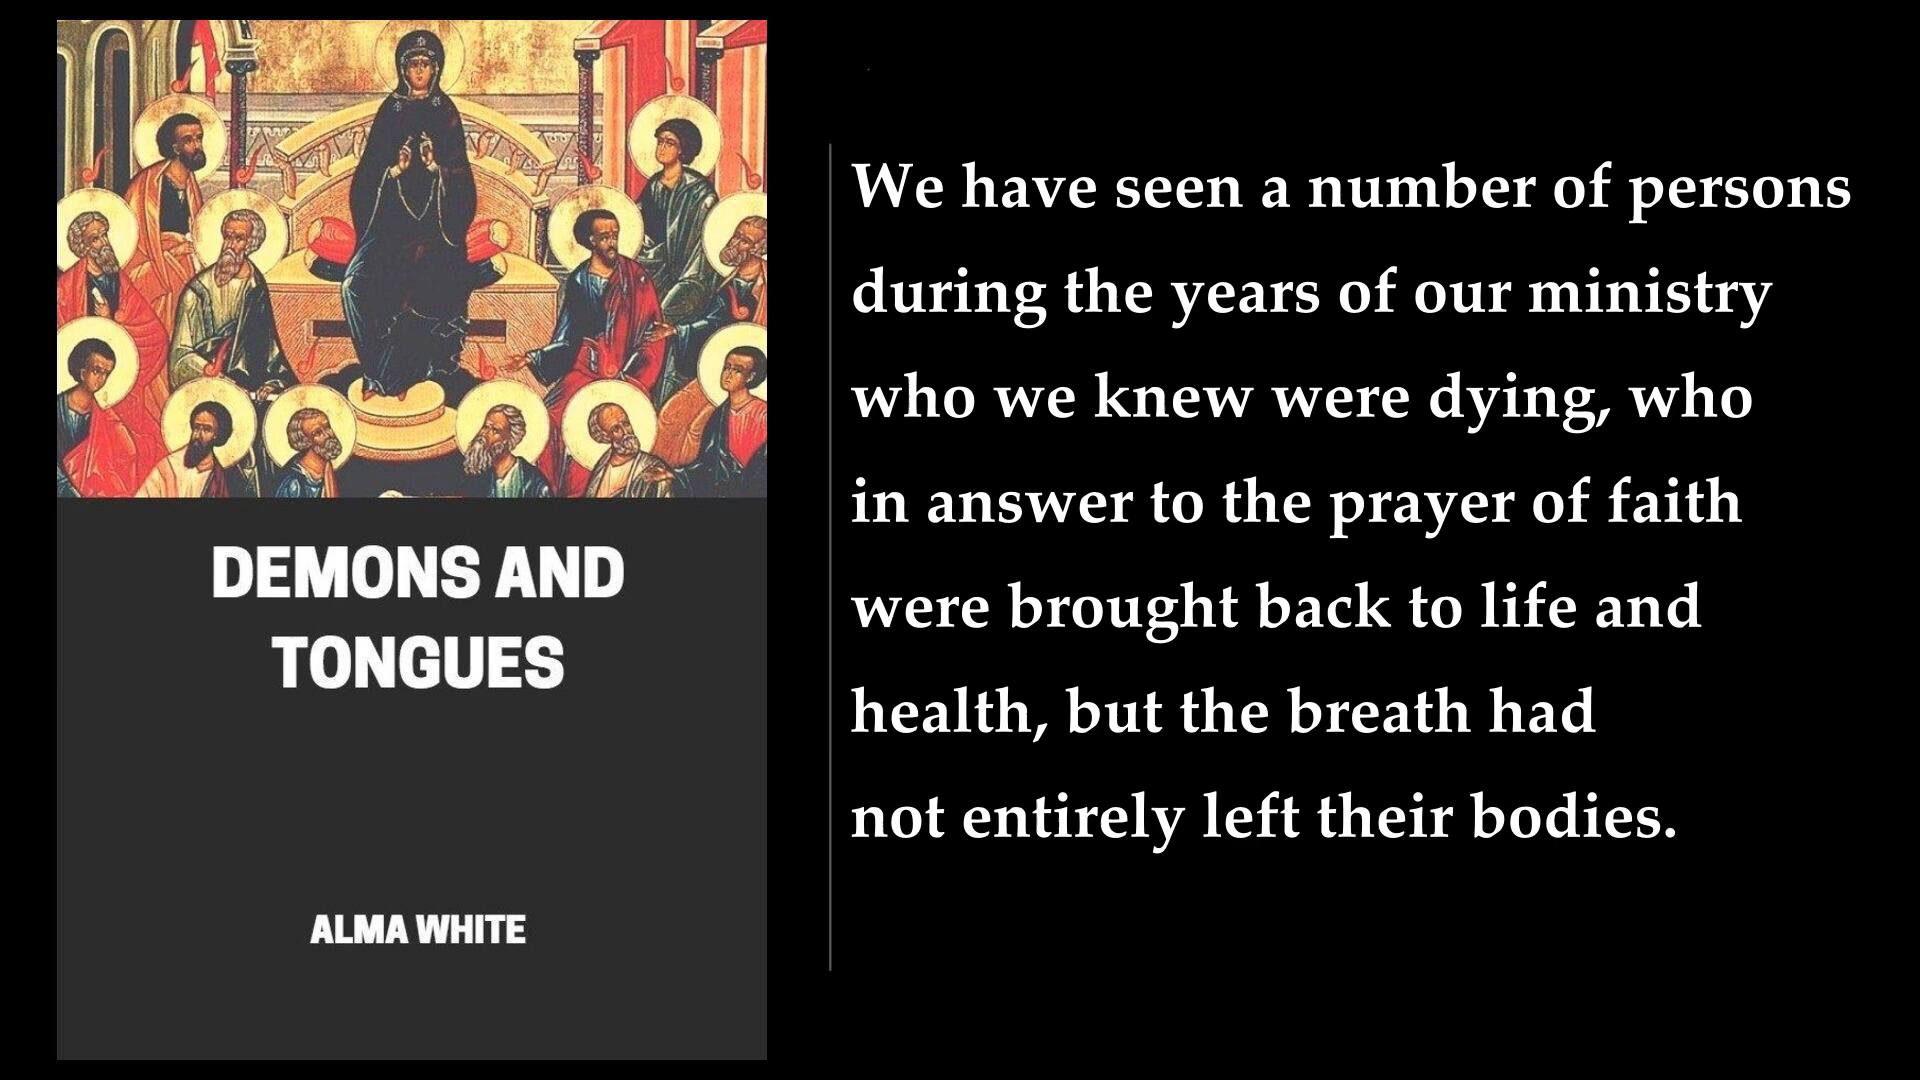 DEMONS AND
TONGUES
ALMA WHITE
We have seen a number of persons
during the years of our ministry
who we knew were dying, who
in answer to the prayer of faith
were brought back to life and
health, but the breath had
not entirely left their bodies.